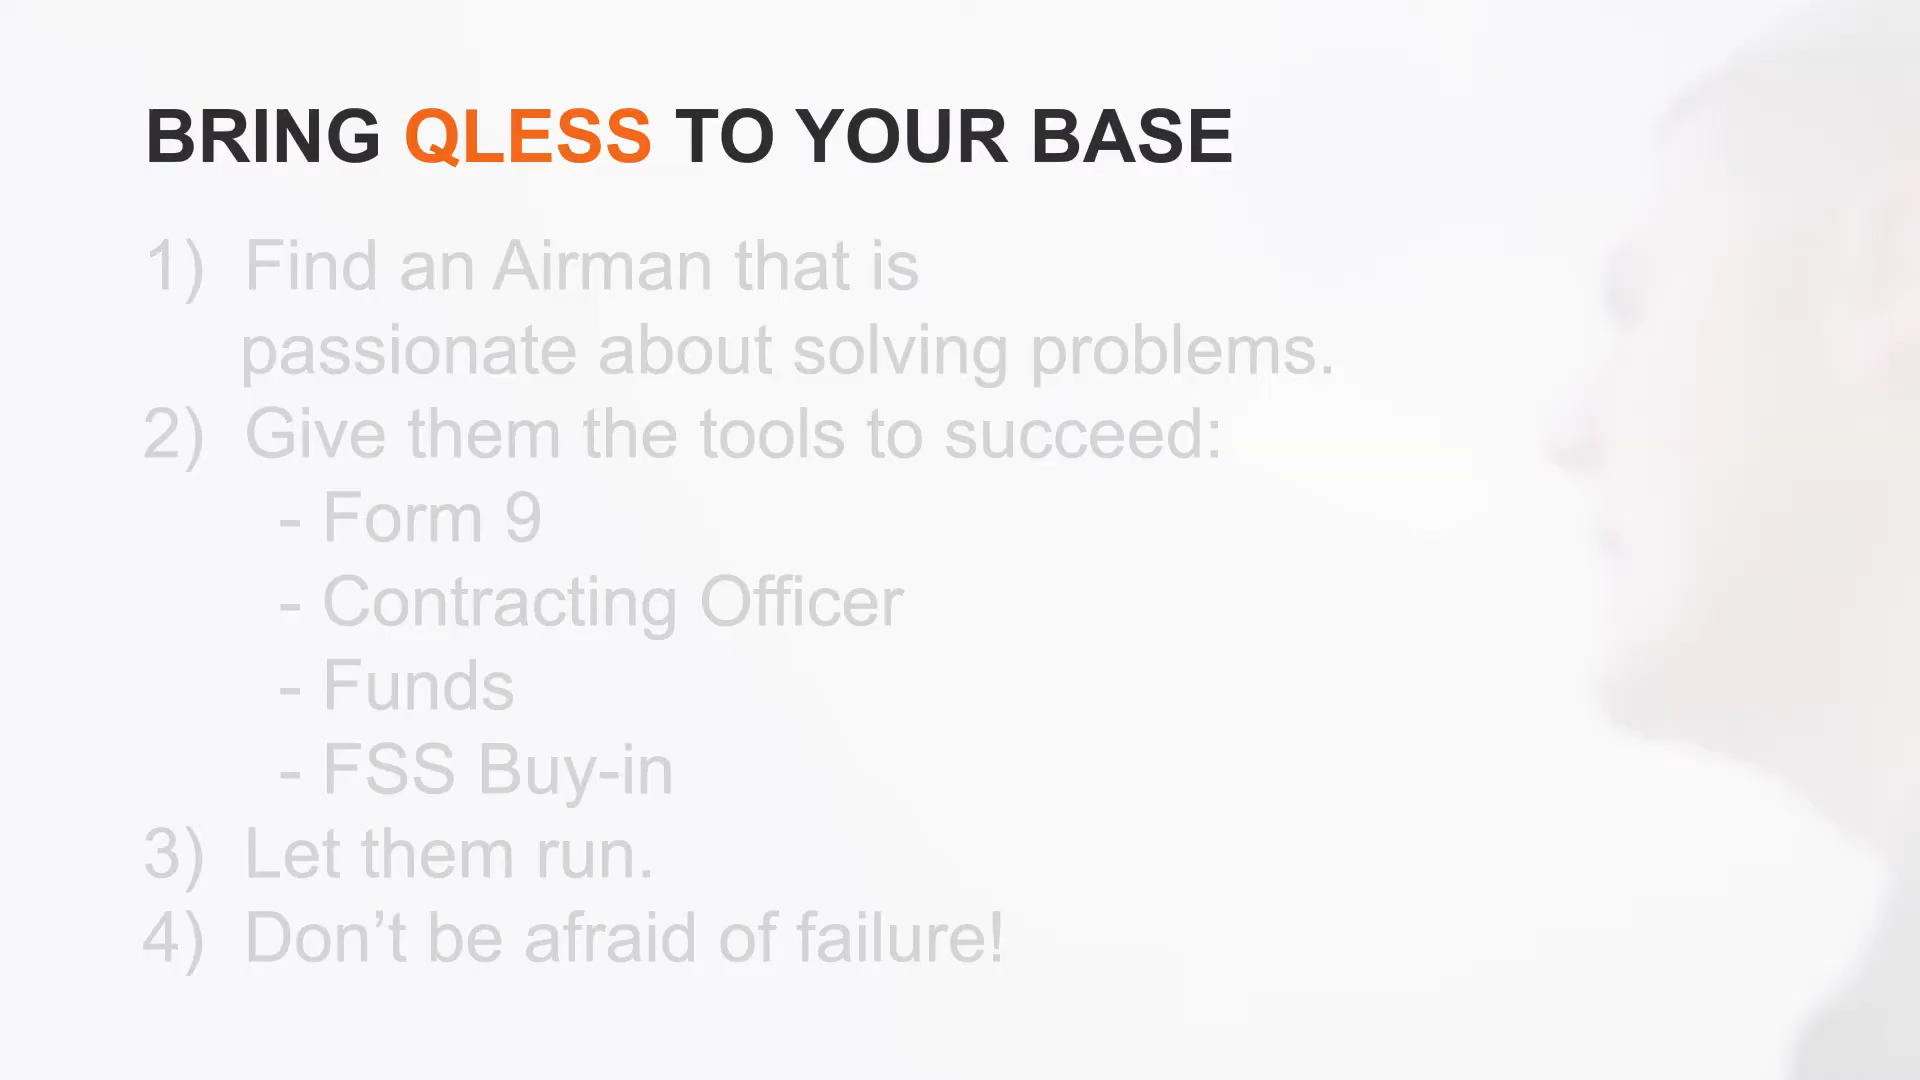 BRING QLESS TO YOUR BASE
1) Find an Airman that is
passionate about solving problems.
2) Give them the tools to succeed:
- Form 9
- Contracting Officer
- Funds
- FSS Buy-in
3) Let them run.
4) Don’t be afraid of failure!